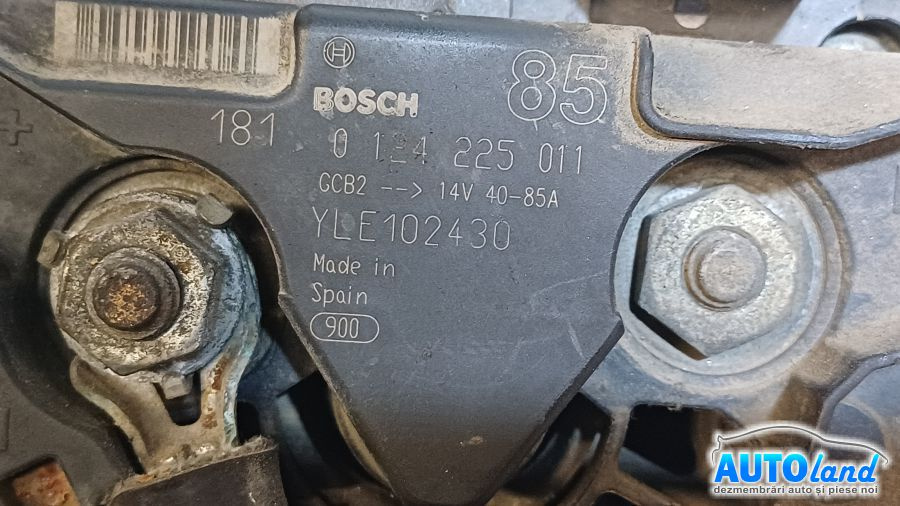 85
BOSCH
181 0 124 225 011
GCB2 --> 14V 40-85A
YLE102430
Made in
Spain
900
AUTOland
dezmembrări auto și piese noi